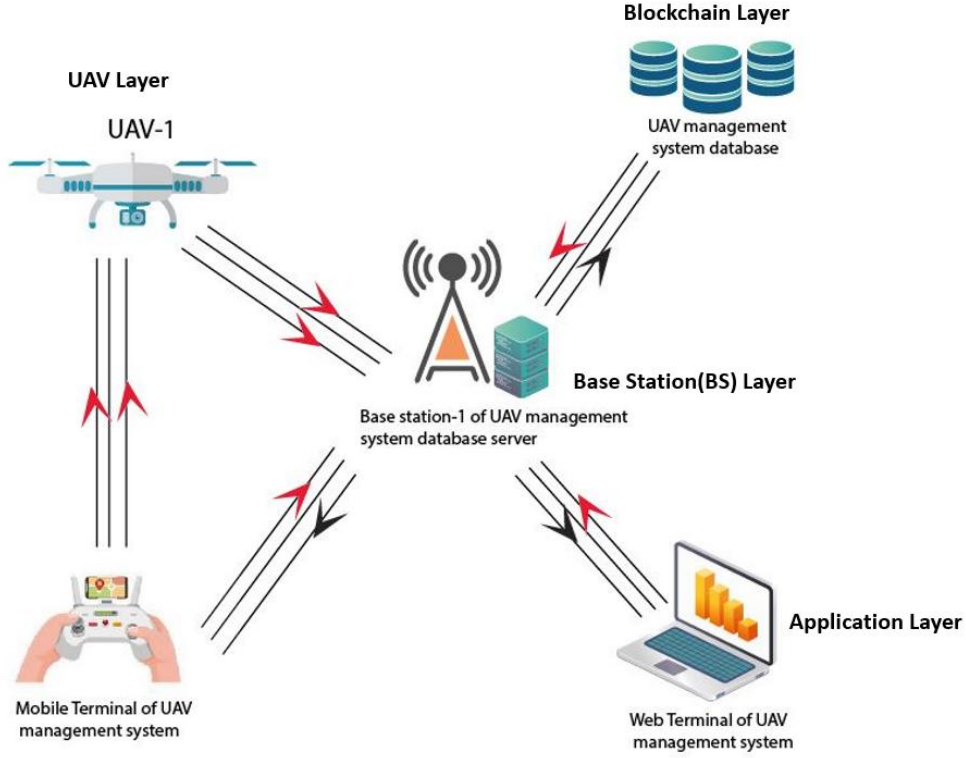 Blockchain Layer
UAV Layer
UAV-1
UAV management
system database
Base Station(BS) Layer
Base station-1 of UAV management
system database server
Application Layer
Mobile Terminal of UAV
management system
Web Terminal of UAV
management system